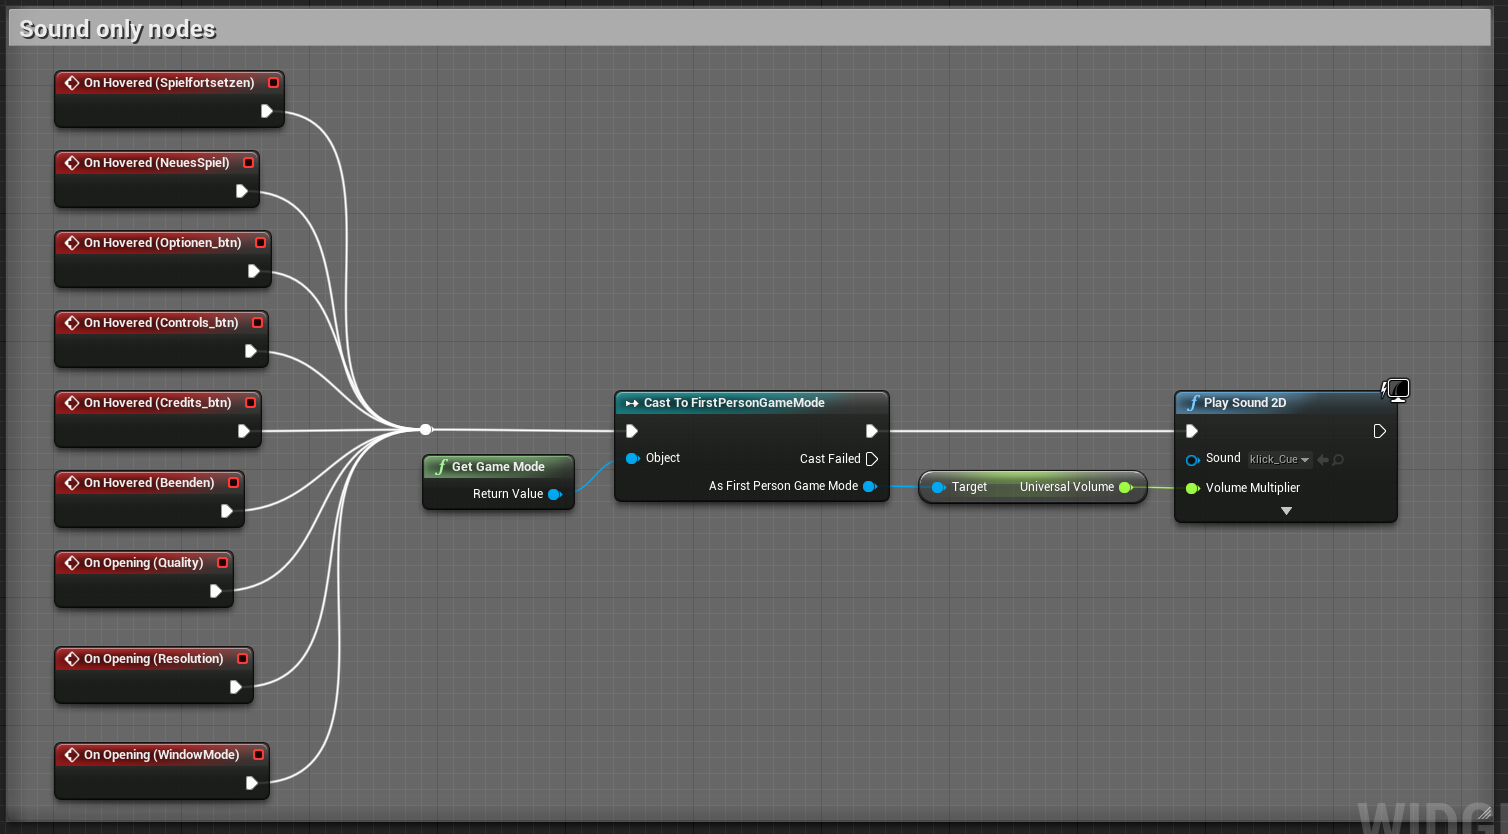 Sound only nodes
On Hovered (Spielfortsetzen)
On Hovered (NeuesSpiel)
On Hovered (Optionen_btn)
On Hovered (Controls_btn)
On Hovered (Credits_btn)
On Hovered (Beenden)
On Opening (Quality)
On Opening (Resolution)
On Opening (WindowMode)
Get Game Mode
Return Value
Cast To FirstPersonGameMode
Object
Cast Failed
As First Person Game Mode
Target Universal Volume
Play Sound 2D
Sound klick_Cue
Volume Multiplier